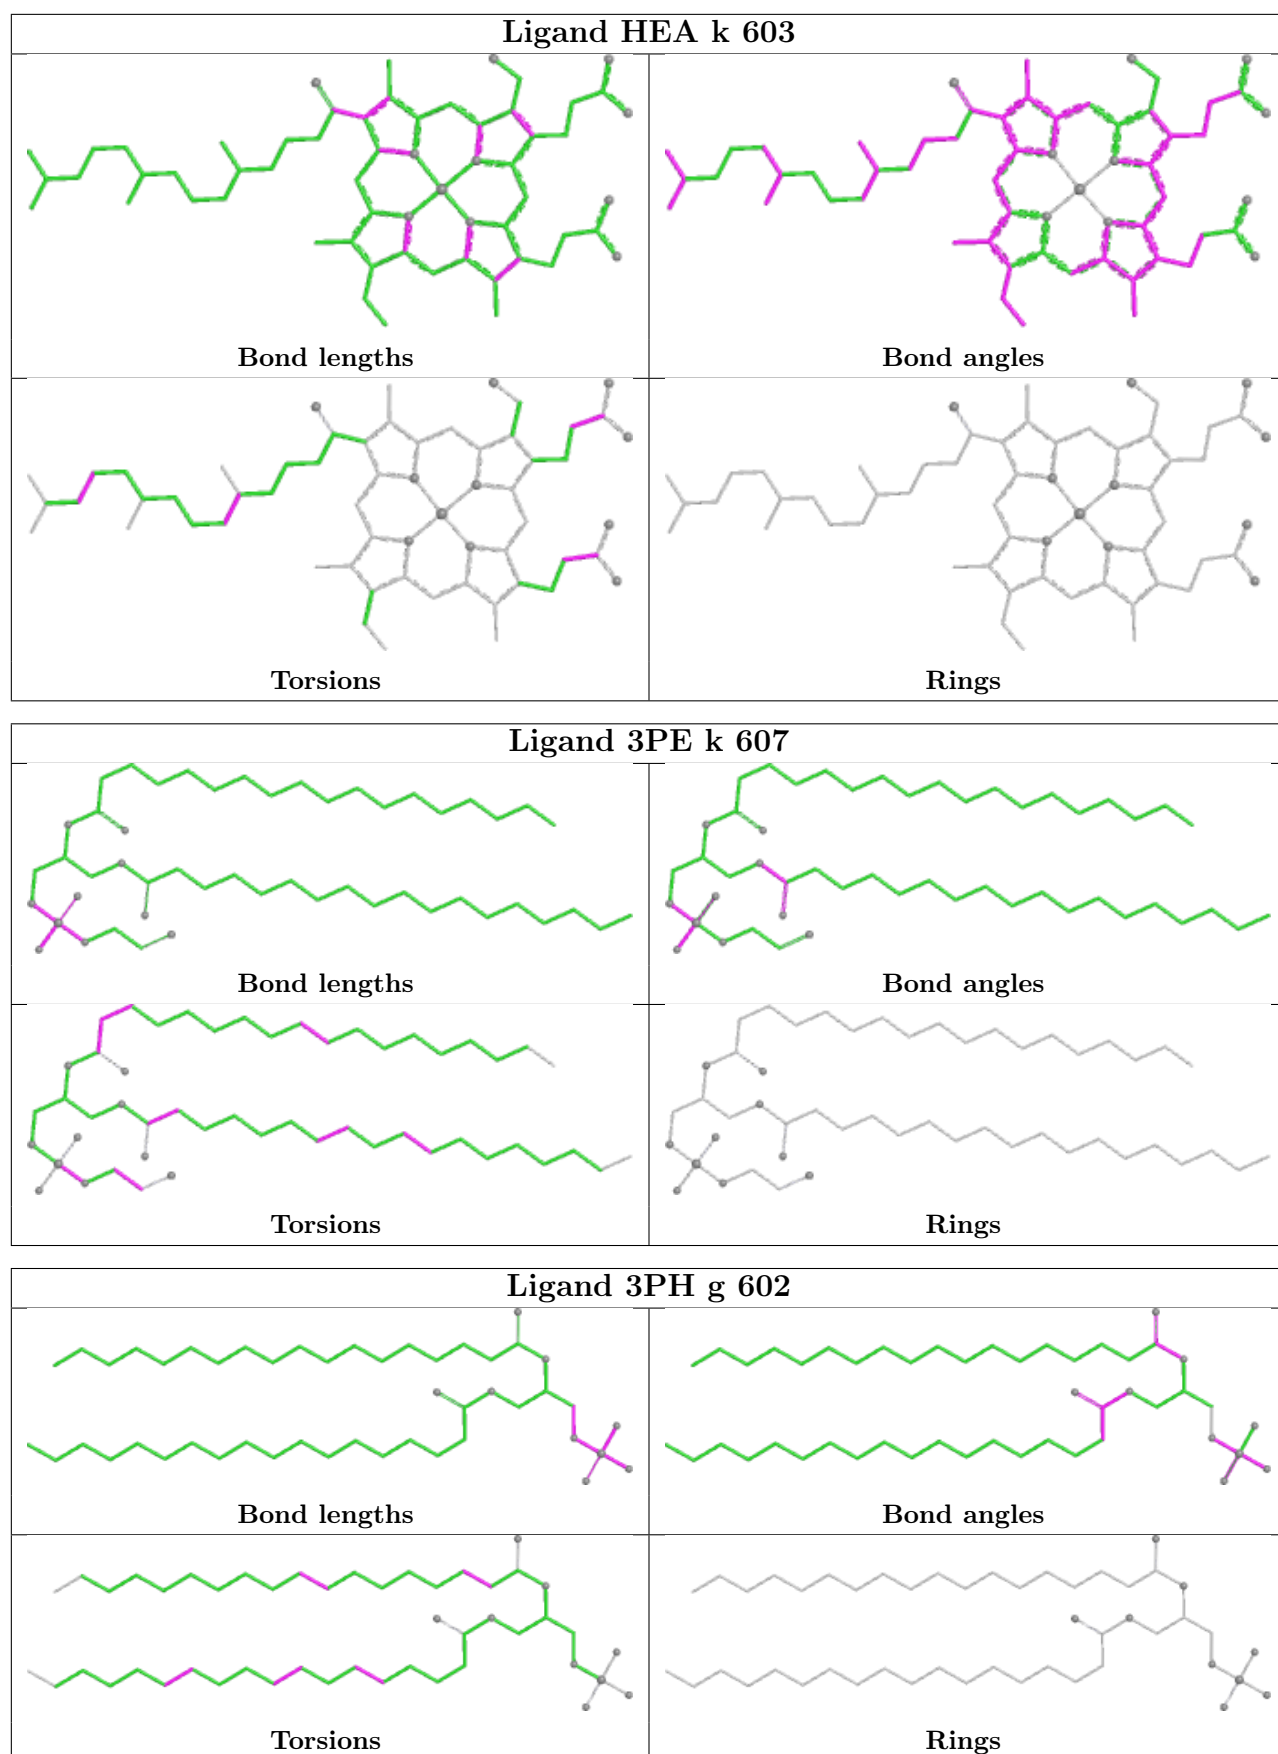 Ligand HEA k 603
Bond lengths
Bond angles
Torsions
Rings
Ligand 3PE k 607
Bond lengths
Bond angles
Torsions
Rings
Ligand 3PH g 602
Bond lengths
Bond angles
Torsions
Rings